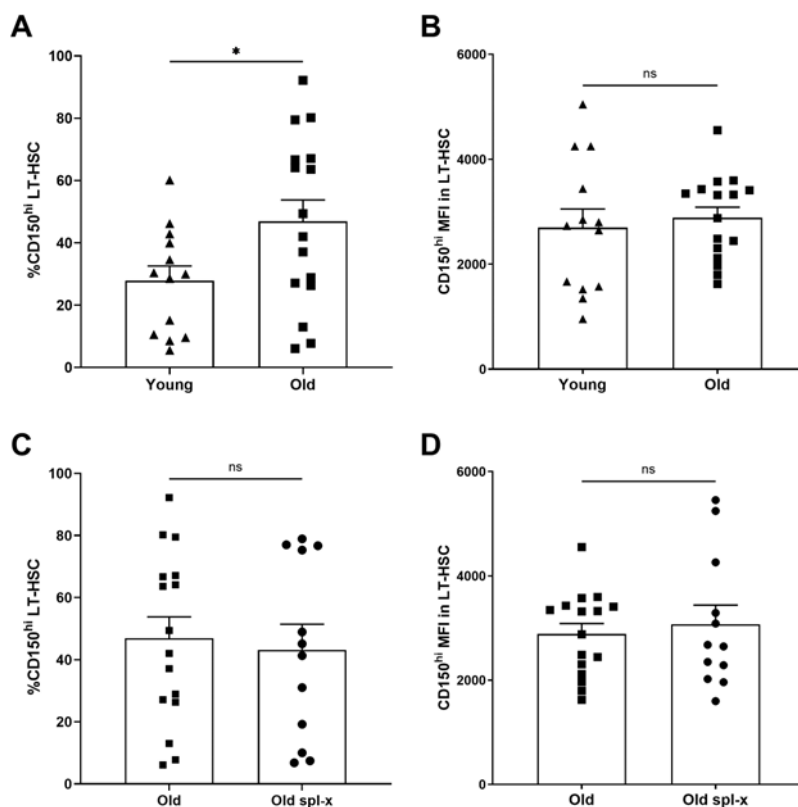 A
*
%CD150hi LT-HSC
100
80
60
40
20
0
Young
Old
B
ns
CD150hi MFI in LT-HSC
6000
4000
2000
0
Young
Old
C
ns
%CD150hi LT-HSC
100
80
60
40
20
0
Old
Old spl-x
D
ns
CD150hi MFI in LT-HSC
6000
4000
2000
0
Old
Old spl-x